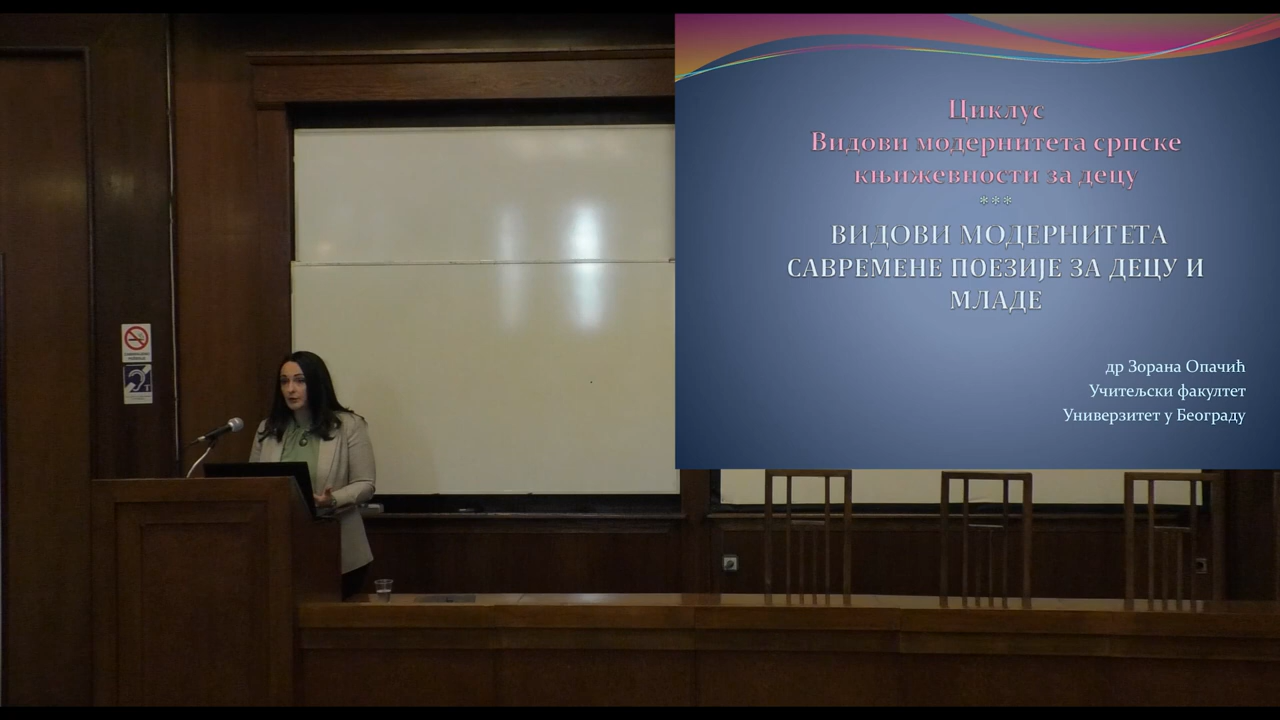 Циклус
Видови модернитета српске
књижевности за децу
***
ВИДОВИ МОДЕРНИТЕТА
САВРЕМЕНЕ ПОЕЗИЈЕ ЗА ДЕЦУ И
МЛАДЕ
др Зорана Опачић
Учитељски факултет
Универзитет у Београду
T